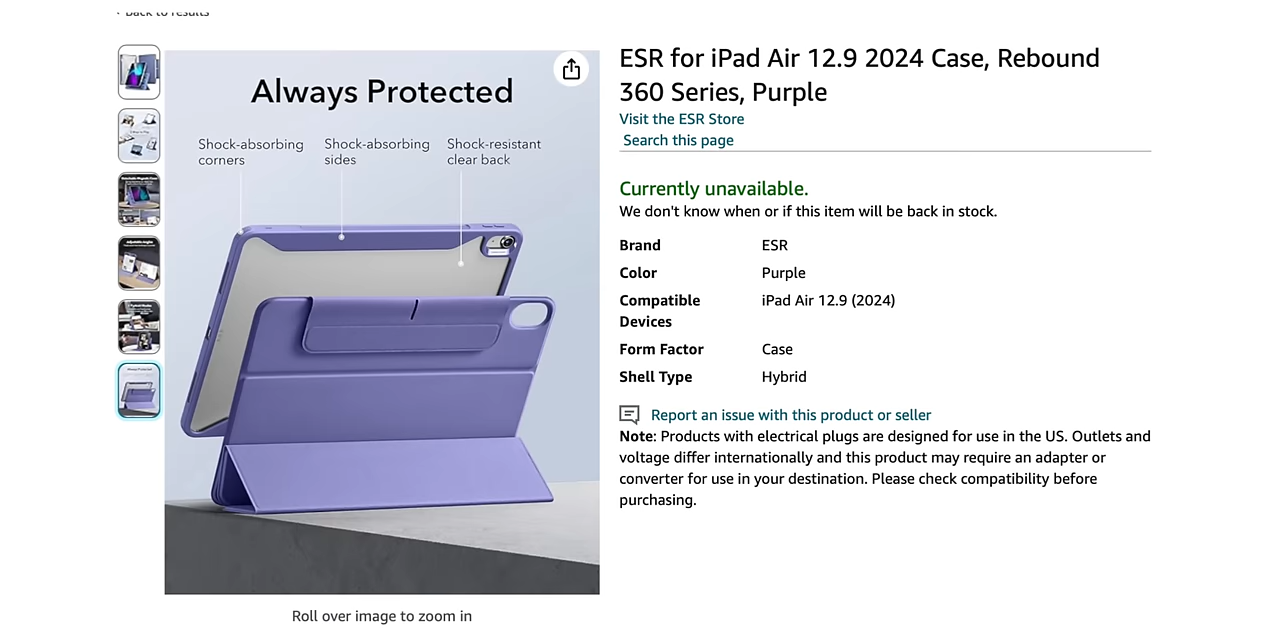 Back to results
Always Protected
Shock-absorbing corners
Shock-absorbing sides
Shock-resistant clear back
Roll over image to zoom in
ESR for iPad Air 12.9 2024 Case, Rebound
360 Series, Purple
Visit the ESR Store
Search this page
Currently unavailable.
We don't know when or if this item will be back in stock.
Brand ESR
Color Purple
Compatible Devices iPad Air 12.9 (2024)
Form Factor Case
Shell Type Hybrid
Report an issue with this product or seller
Note: Products with electrical plugs are designed for use in the US. Outlets and
voltage differ internationally and this product may require an adapter or
converter for use in your destination. Please check compatibility before
purchasing.